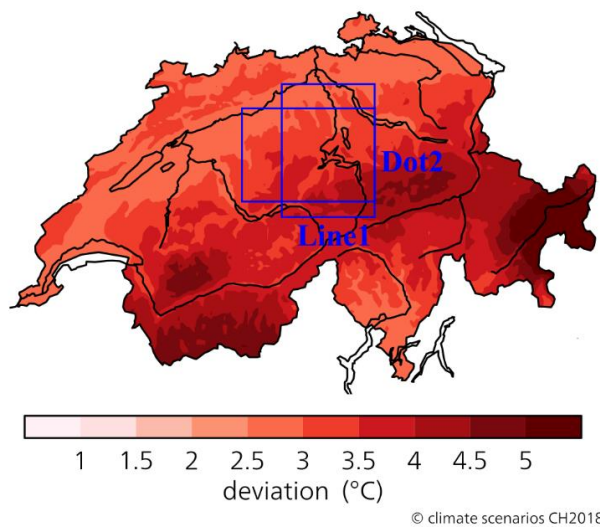 Dot2
Line1
1 1.5 2 2.5 3 3.5 4 4.5 5
deviation (°C)
© climate scenarios CH2018